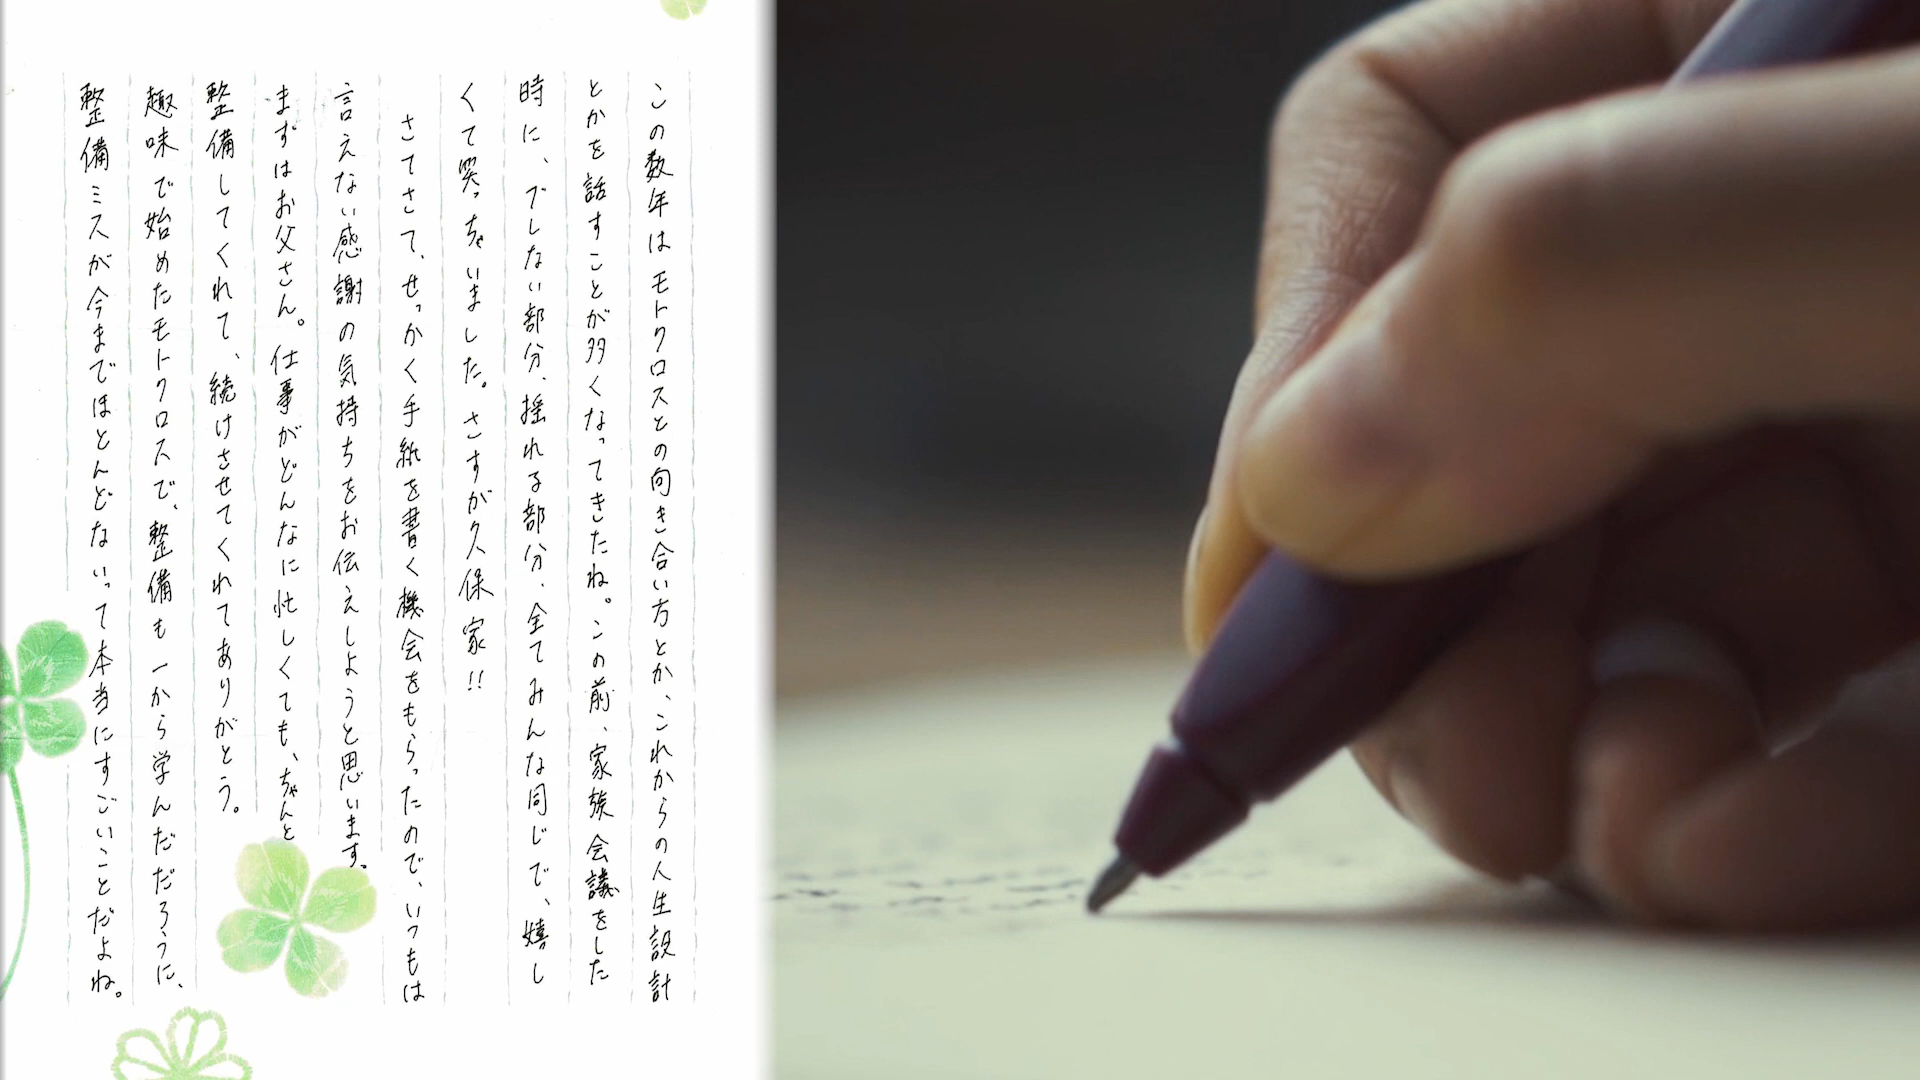 この数年はモトクロスとの向き合い方とか、これからの人生設計
とかを話すことが多くなってきたね。この前、家族会議をした
時に、ブレない部分、揺れる部分、全てみんな同じで、嬉し
くて笑っちゃいました。さすが久保家!!
さてさて、せっかく手紙を書く機会をもらったので、いつもは
言えない感謝の気持ちをお伝えしようと思います。
まずはお父さん。仕事がどんなに忙しくても、ちゃんと
整備してくれて、続けさせてくれてありがとう。
趣味で始めたモトクロスで、整備も一から学んだだろうに、
整備ミスが今までほとんどないって本当にすごいことだよね。